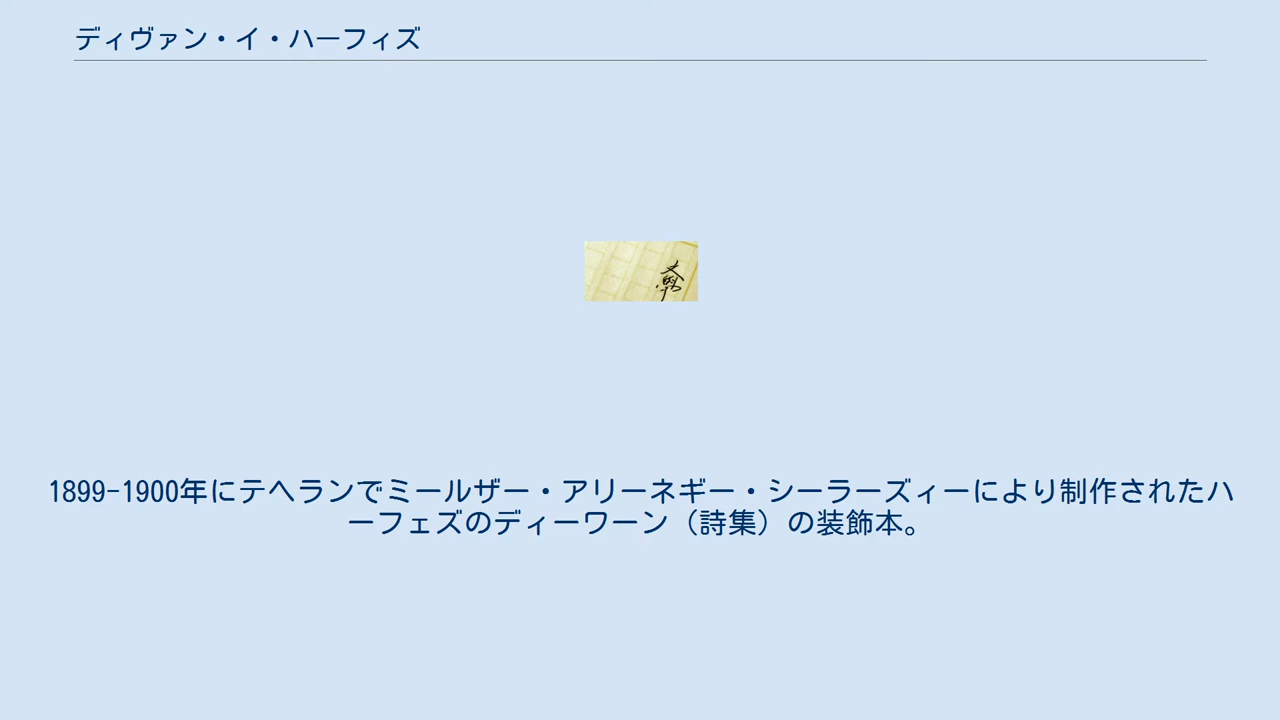 ディヴァン・イ・ハーフィズ
1899-1900年にテヘランでミールザー・アリーネギー・シーラーズィーにより制作されたハ
ーフェズのディーワーン（詩集）の装飾本。